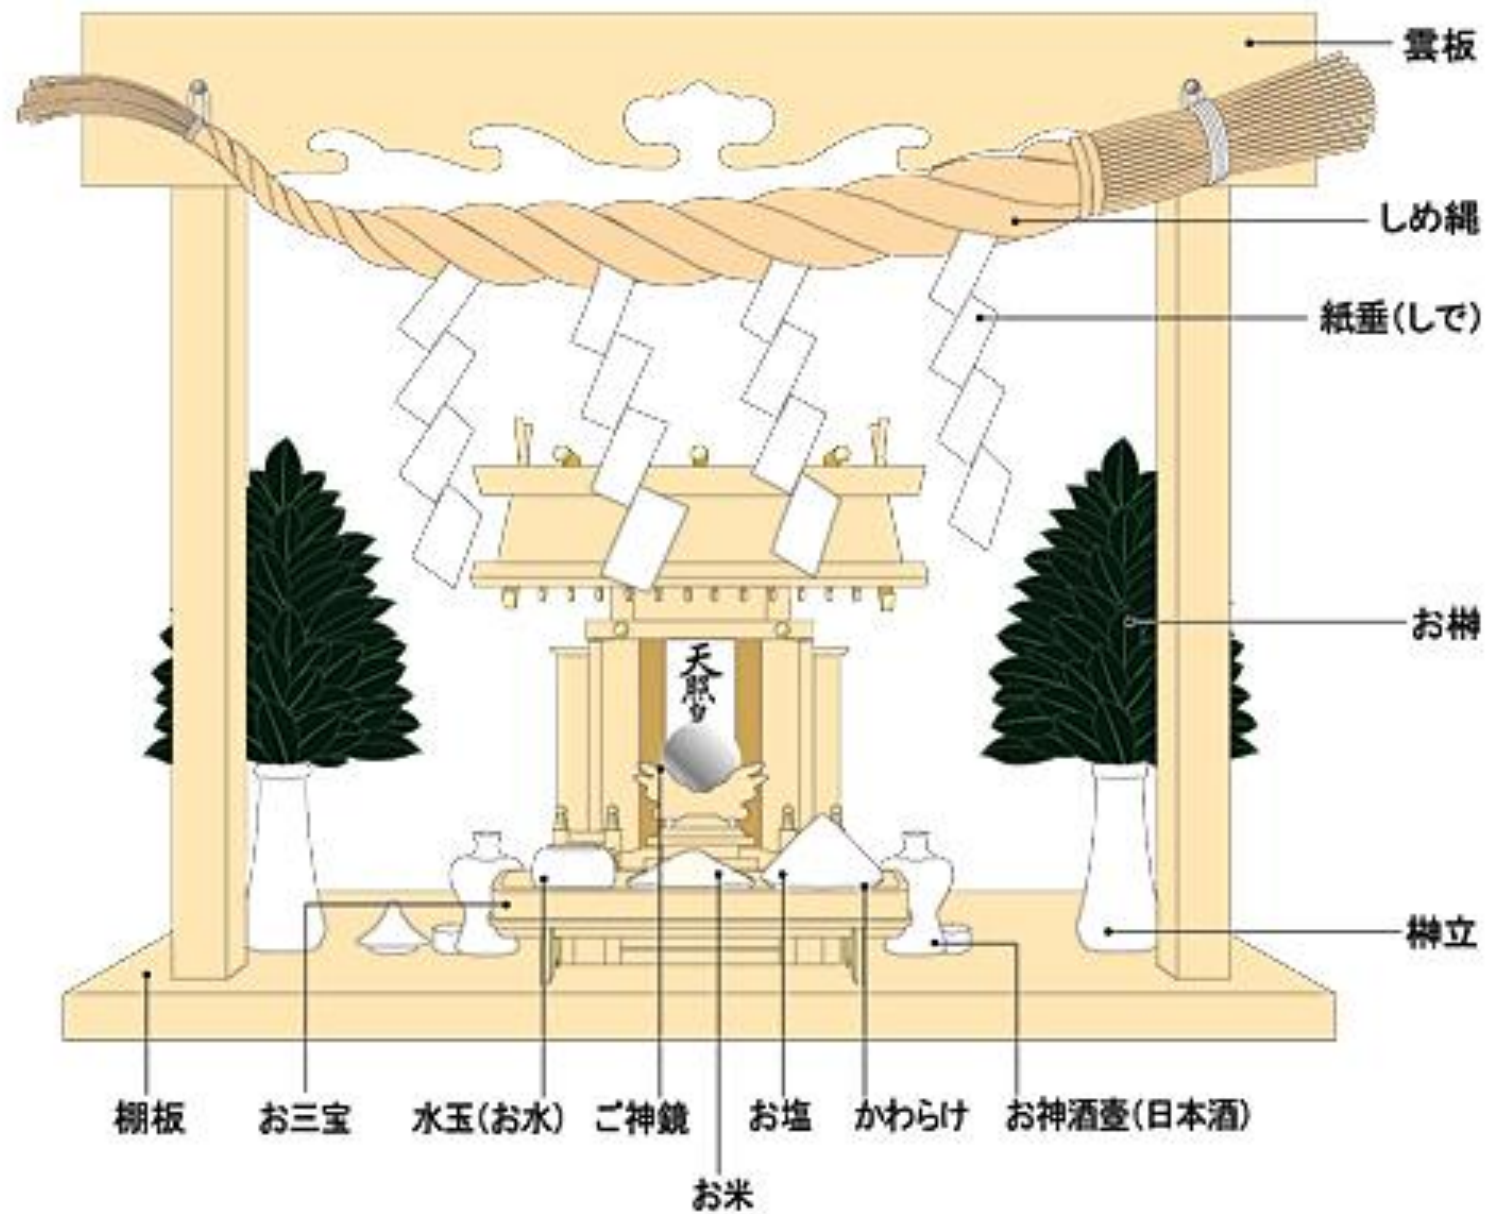 雲板
しめ縄
紙垂(しで)
天照
お榊
榊立
棚板
お三宝
水玉(お水)
ご神鏡
お塩
かわらけ
お神酒壺(日本酒)
お米